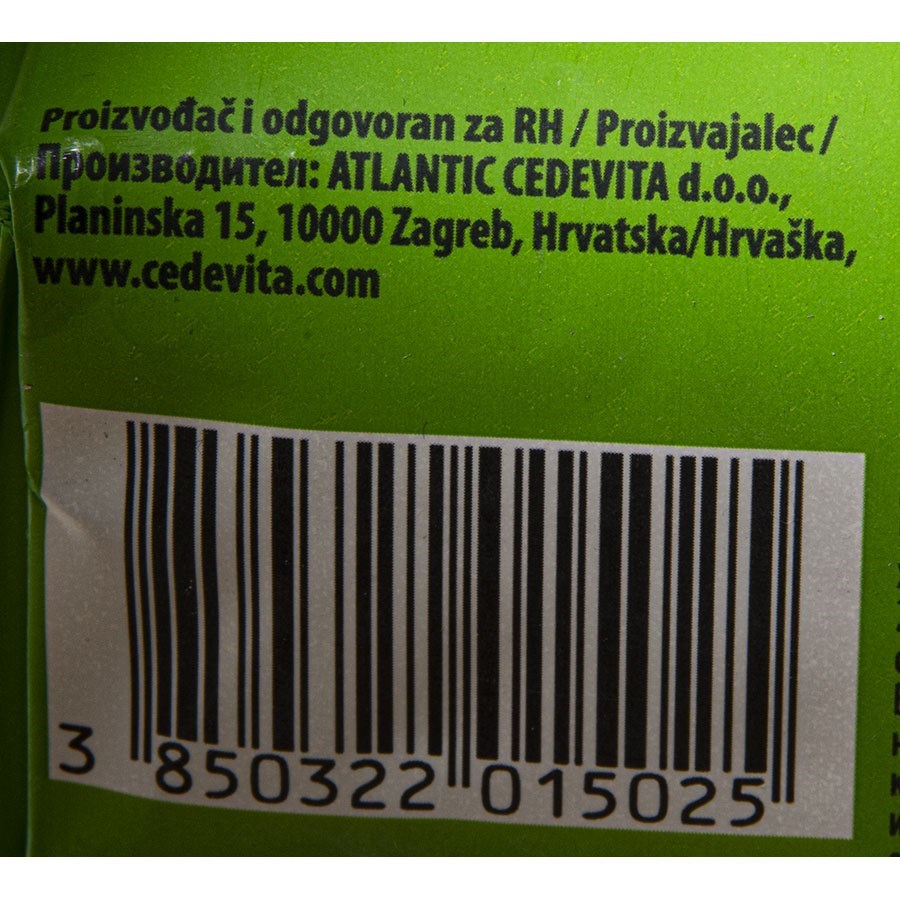 Proizvođač i odgovoran za RH / Proizvajalec /
Производител: ATLANTIC CEDEVITA d.o.o.,
Planinska 15, 10000 Zagreb, Hrvatska/Hrvaška,
www.cedevita.com
3 850322 015025